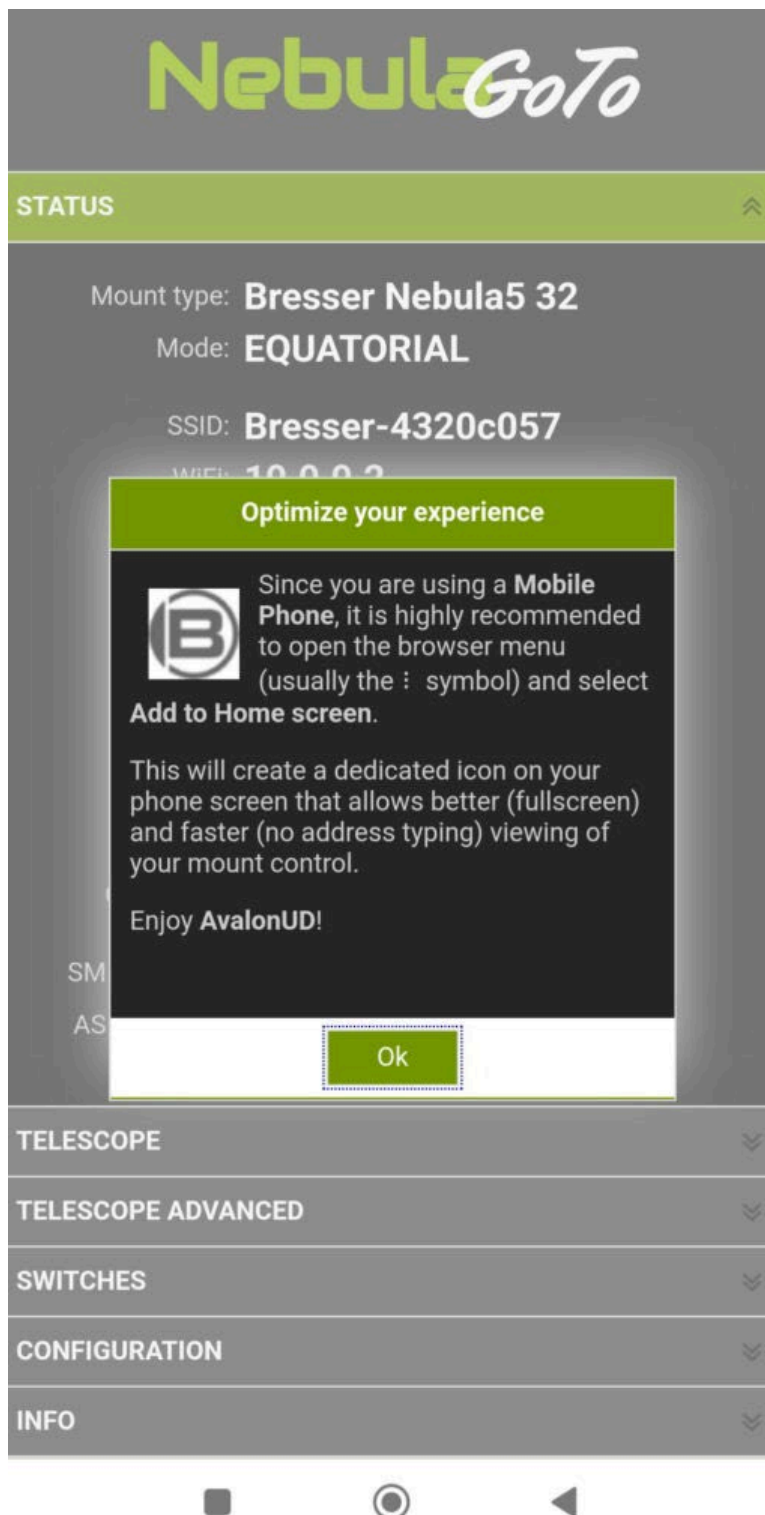 NebulaGoTo
STATUS
Mount type: Bresser Nebula5 32
Mode: EQUATORIAL
SSID: Bresser-4320c057
WiFi:
Optimize your experience
Since you are using a Mobile
Phone, it is highly recommended
to open the browser menu
(usually the ⋮ symbol) and select
Add to Home screen.
This will create a dedicated icon on your
phone screen that allows better (fullscreen)
and faster (no address typing) viewing of
your mount control.
Enjoy AvalonUD!
SM
AS
Ok
TELESCOPE
TELESCOPE ADVANCED
SWITCHES
CONFIGURATION
INFO